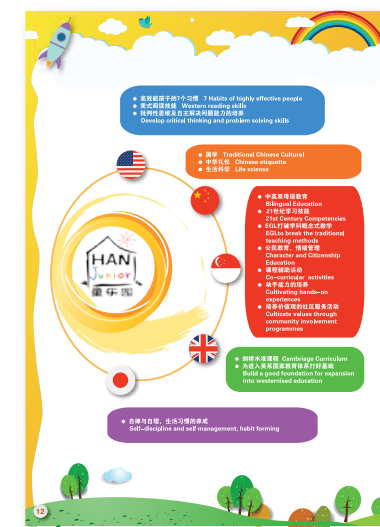 高效能孩子的7个习惯 7 Habits of highly effective people
美式阅读技能 Western reading skills
批判性思维及自主解决问题能力的培养
Develop critical thinking and problem solving skills
国学 Traditional Chinese Cultural
中华礼仪 Chinese etiquette
生活科学 Life science
中英双母语教育
Bilingual Education
21世纪学习技能
21st Century Competencies
EGL打破学科概念式教学
EGLto break the traditional
teaching methods
公民教育，情绪管理
Character and Citizenship
Education
课程辅助活动
Co-curricular activities
动手能力的培养
Cultivating hands-on
experiences
培养价值观的社区服务活动
Culticate values through
community involvement
programmes
HAN
Junior
童乐园
剑桥水准课程 Cambriage Curriculum
为进入英系国家教育体系打好基础
Build a good foundation for expansion
into westernised education
自律与自理，生活习惯的养成
Self-discipline and self management, habit forming
12